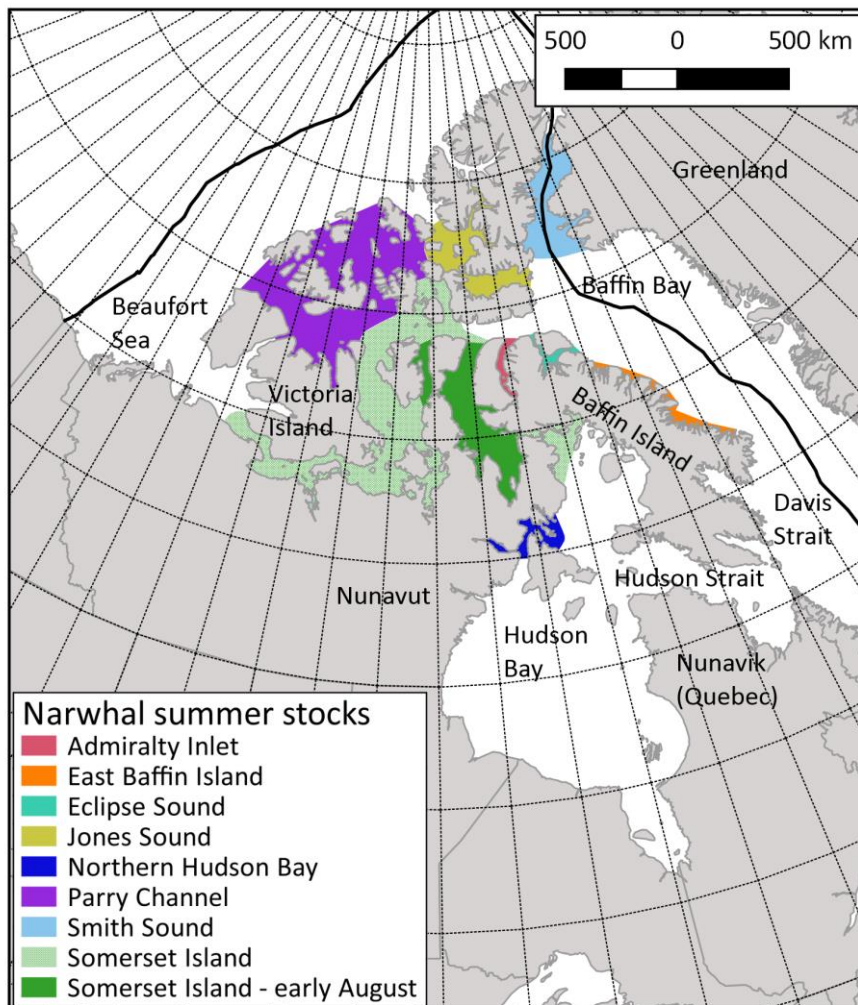 500 0 500 km
Greenland
Baffin Bay
Beaufort
Sea
Victoria
Island
Baffin Island
Davis
Strait
Hudson Strait
Nunavut
Hudson
Bay
Nunavik
(Quebec)
Narwhal summer stocks
Admiralty Inlet
East Baffin Island
Eclipse Sound
Jones Sound
Northern Hudson Bay
Parry Channel
Smith Sound
Somerset Island
Somerset Island - early August